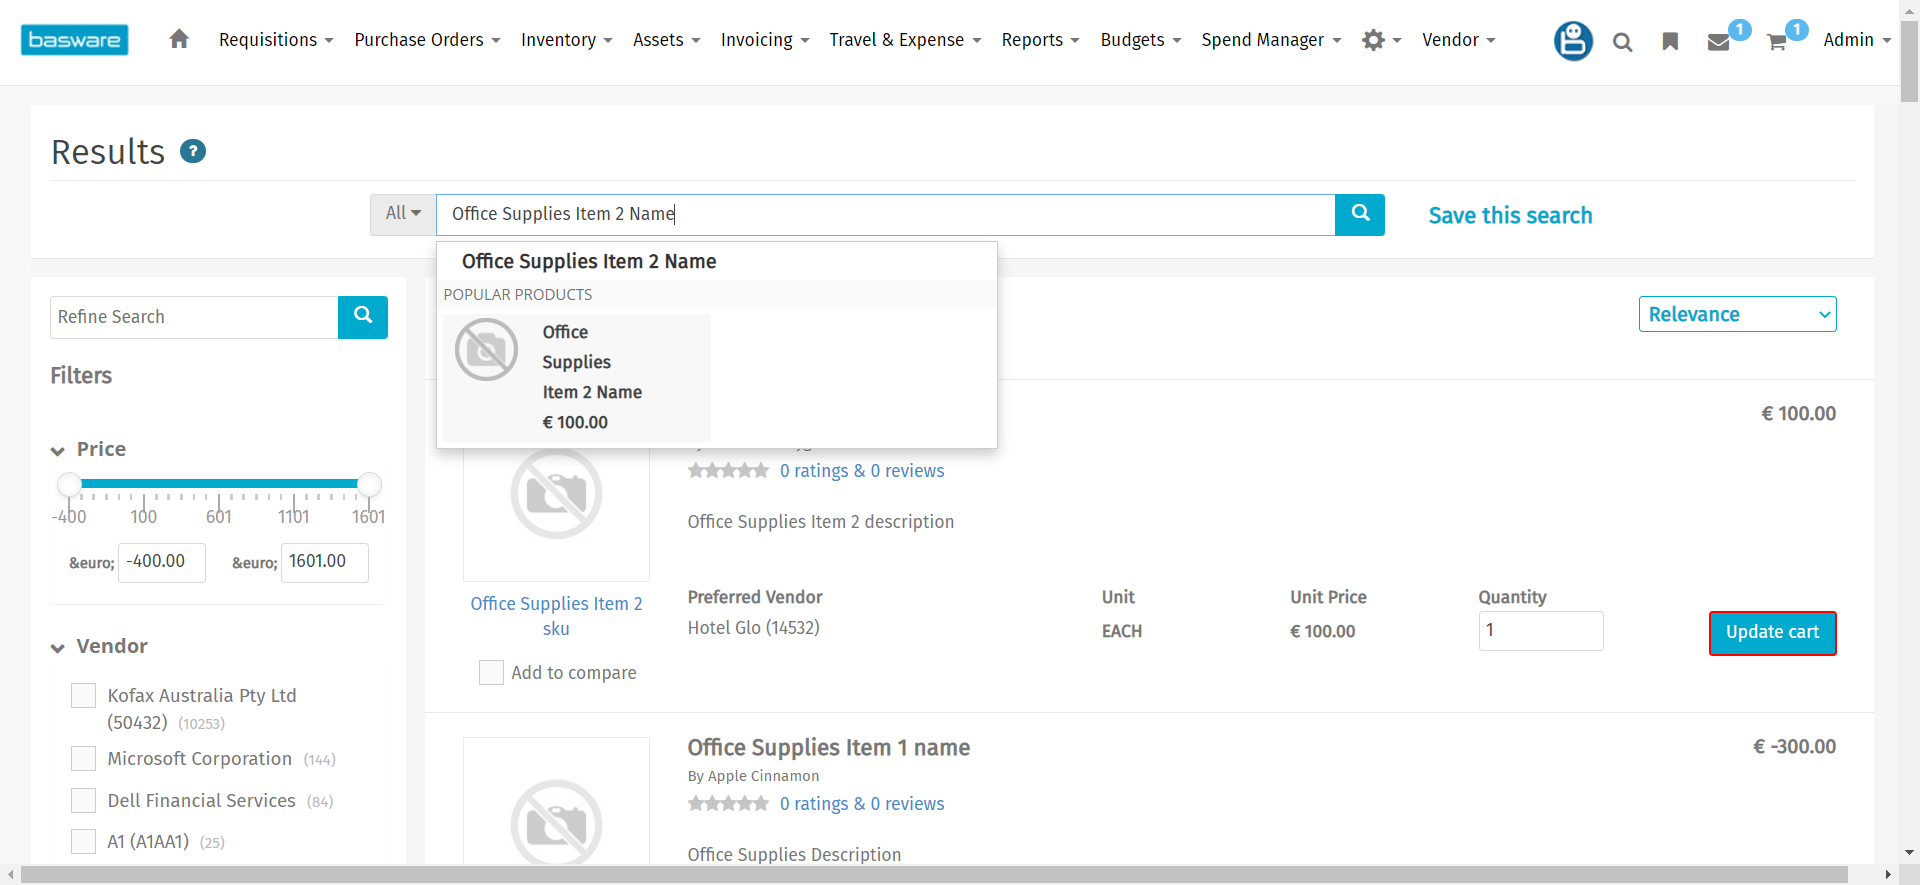 basware
Requisitions Purchase Orders Inventory Assets Invoicing Travel & Expense Reports Budgets Spend Manager Vendor 1 1 Admin
Results ?
All Office Supplies Item 2 Name Save this search
Office Supplies Item 2 Name
POPULAR PRODUCTS
Office
Supplies
Item 2 Name
€ 100.00
Refine Search
Filters
Price
-400 100 601 1101 1601
&euro; -400.00 &euro; 1601.00
Vendor
Kofax Australia Pty Ltd
(50432) (10253)
Microsoft Corporation (144)
Dell Financial Services (84)
A1 (A1AA1) (25)
Relevance
€ 100.00
0 ratings & 0 reviews
Office Supplies Item 2 description
Office Supplies Item 2
sku
Add to compare
Preferred Vendor Unit Unit Price Quantity
Hotel Glo (14532) EACH € 100.00 1 Update cart
Office Supplies Item 1 name € -300.00
By Apple Cinnamon
0 ratings & 0 reviews
Office Supplies Description